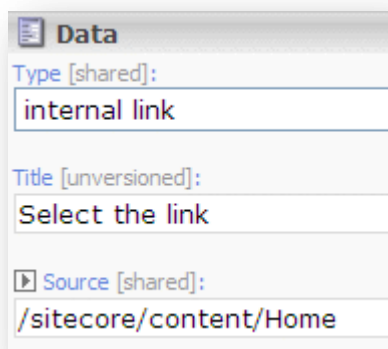 Data
Type [shared]:
internal link
Title [unversioned]:
Select the link
Source [shared]:
/sitecore/content/Home